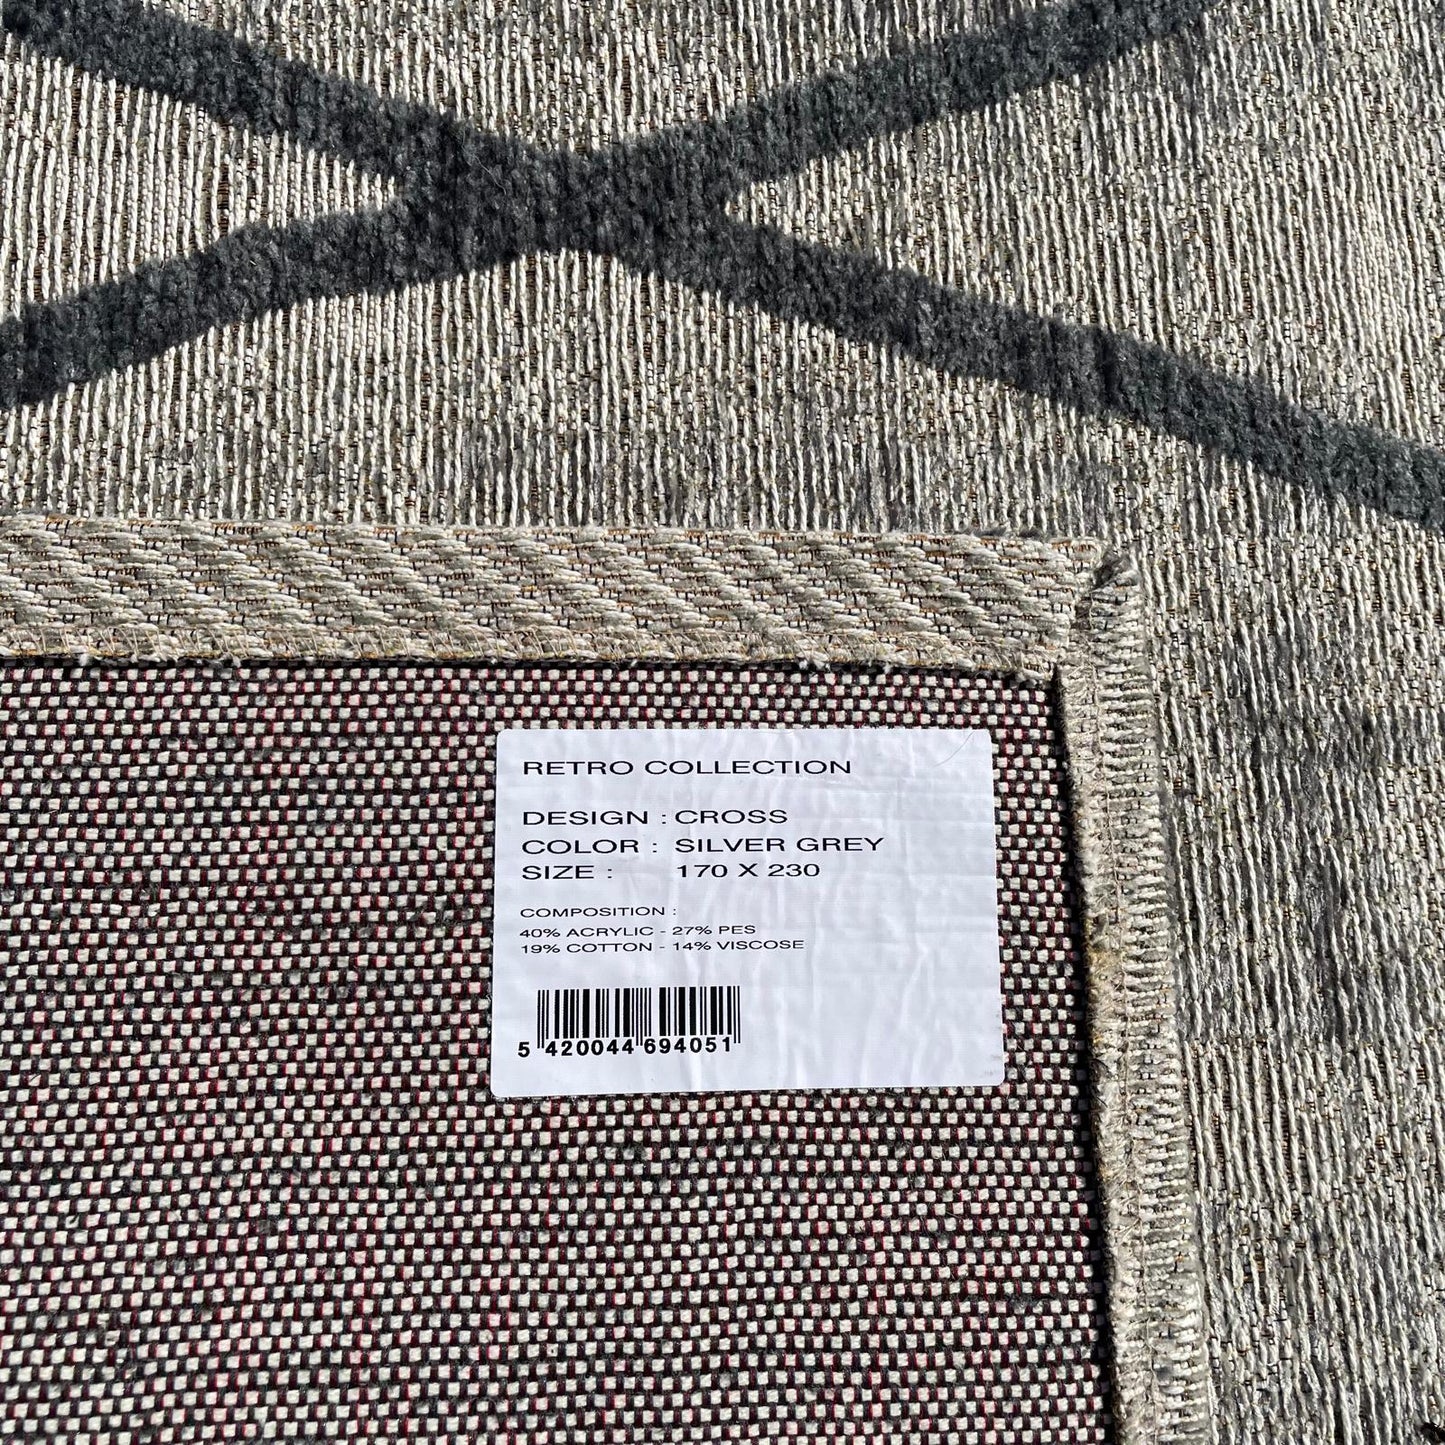 RETRO COLLECTION
DESIGN : CROSS
COLOR : SILVER GREY
SIZE : 170 X 230
COMPOSITION :
40% ACRYLIC - 27% PES
19% COTTON - 14% VISCOSE
5 420044 694051